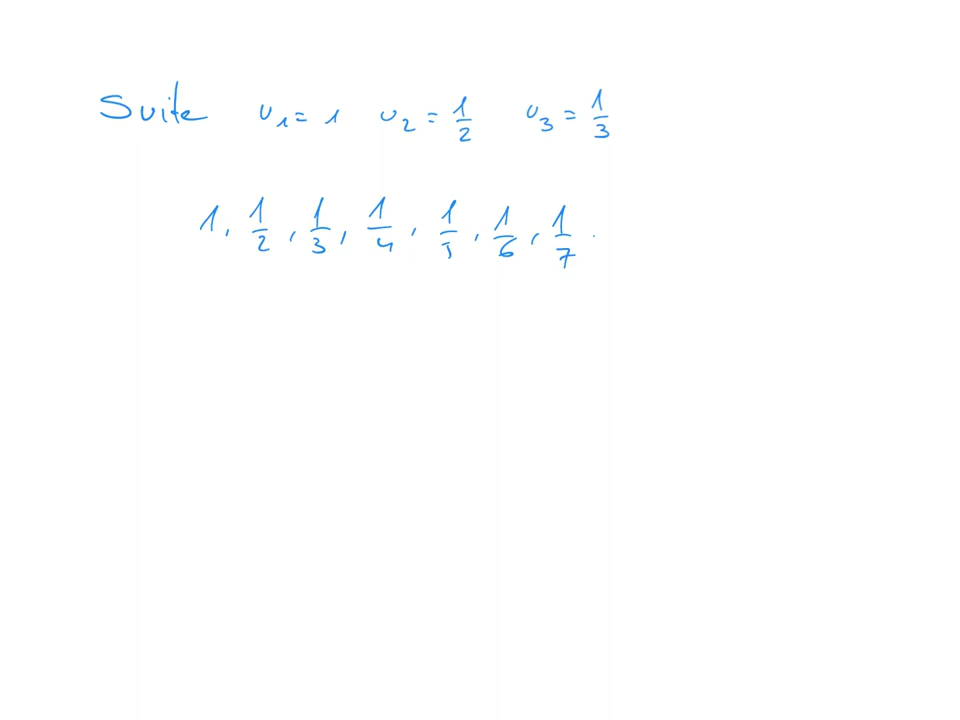 Suite u₁ = 1 u₂ = 1/2 u₃ = 1/3
1, 1/2, 1/3, 1/4, 1/5, 1/6, 1/7 .